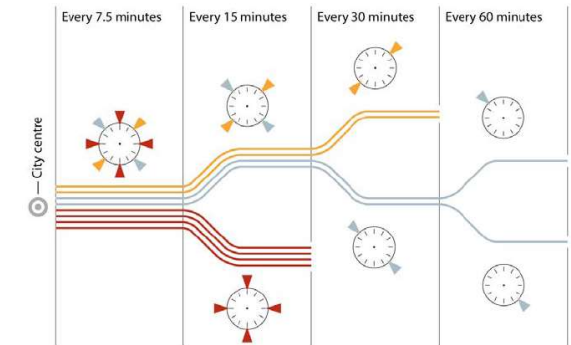 Every 7.5 minutes
Every 15 minutes
Every 30 minutes
Every 60 minutes
City centre